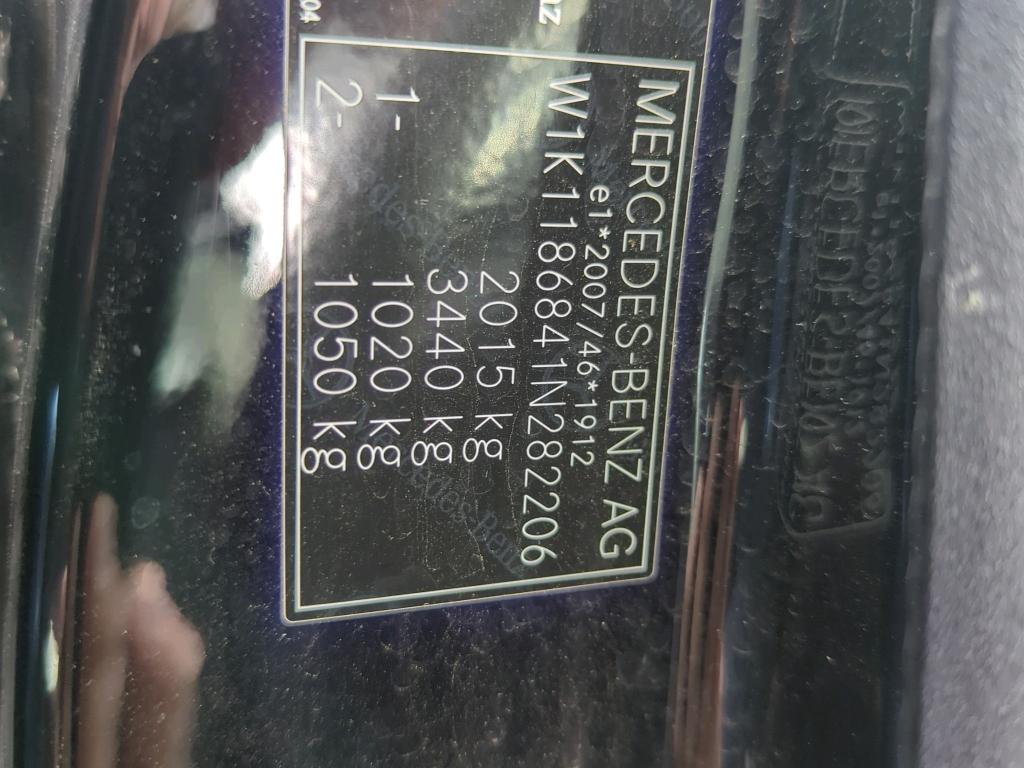 MERCEDES-BENZ AG
e1*2007/46*1912
W1K1186841N282206
2015 kg
3440 kg
1- 1020 kg
2- 1050 kg